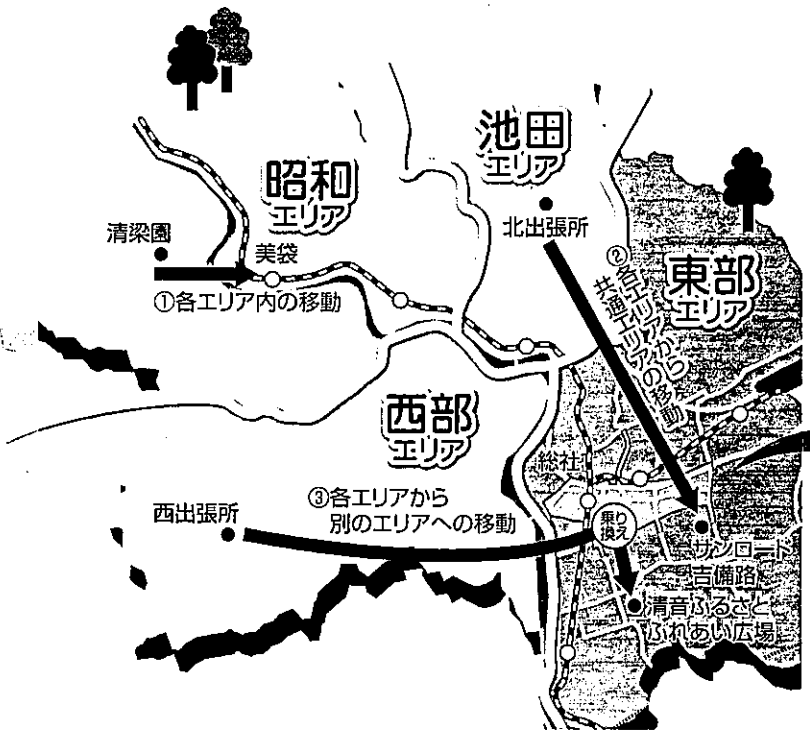 池田
エリア
昭和
エリア
北出張所
清梁園
美袋
①各エリア内の移動
②各エリアから
共通エリアへの移動
東部
エリア
西部
エリア
総社
③各エリアから
別のエリアへの移動
西出張所
乗り
換え
サンロード
吉備路
清音ふるさと
ふれあい広場